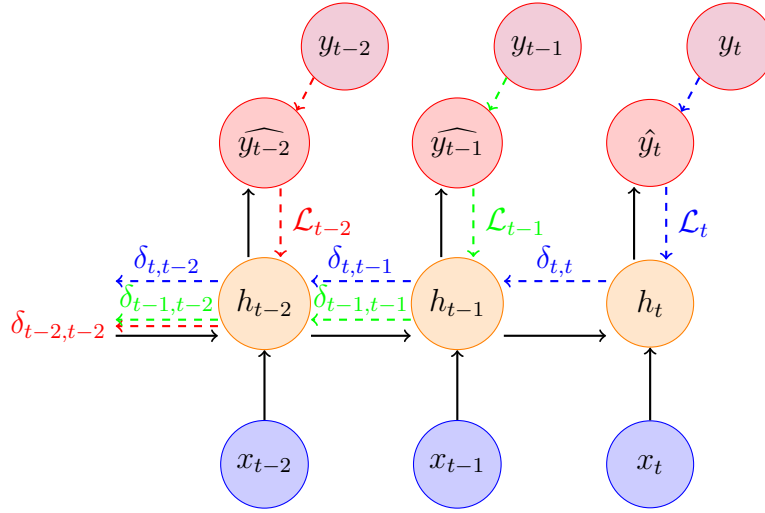 y_{t-2} y_{t-1} y_t
\widehat{y_{t-2}} \widehat{y_{t-1}} \hat{y}_t
\mathcal{L}_{t-2} \mathcal{L}_{t-1} \mathcal{L}_t
δ_{t,t-2} δ_{t,t-1} δ_{t,t}
δ_{t-1,t-2} h_{t-2} δ_{t-1,t-1} h_{t-1} h_t
δ_{t-2,t-2}
x_{t-2} x_{t-1} x_t